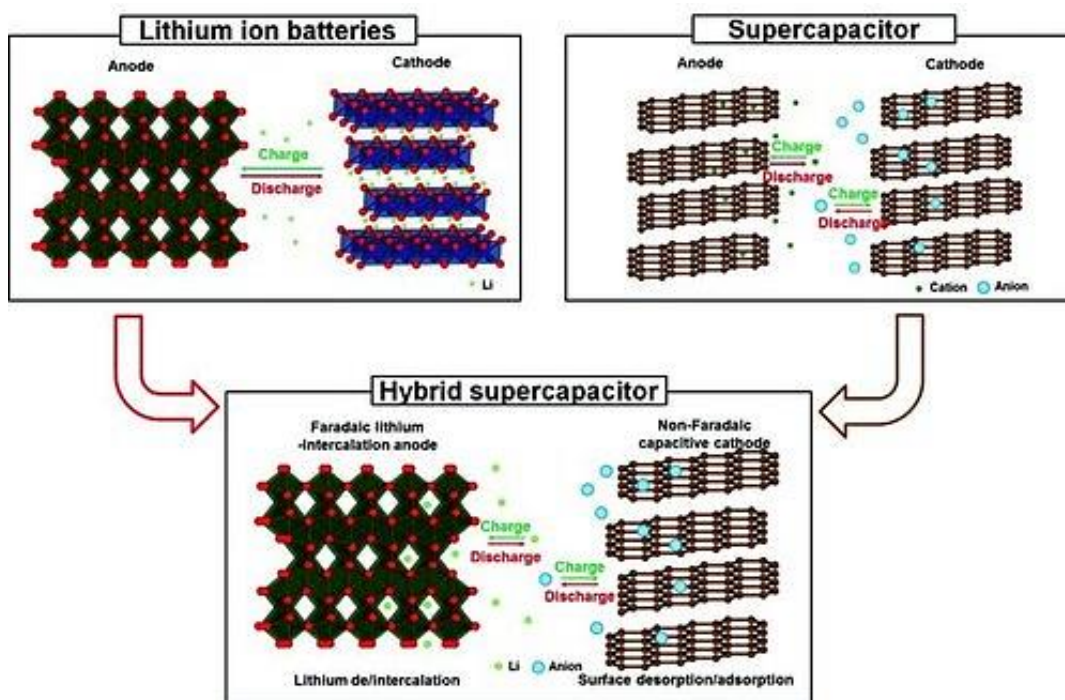 Lithium ion batteries
Anode
Cathode
Charge
Discharge
Li
Supercapacitor
Anode
Cathode
Charge
Discharge
Charge
Discharge
Cation
Anion
Hybrid supercapacitor
Faradaic lithium
-intercalation anode
Non-Faradaic
capacitive cathode
Charge
Discharge
Charge
Discharge
Li
Anion
Lithium de/intercalation
Surface desorption/adsorption